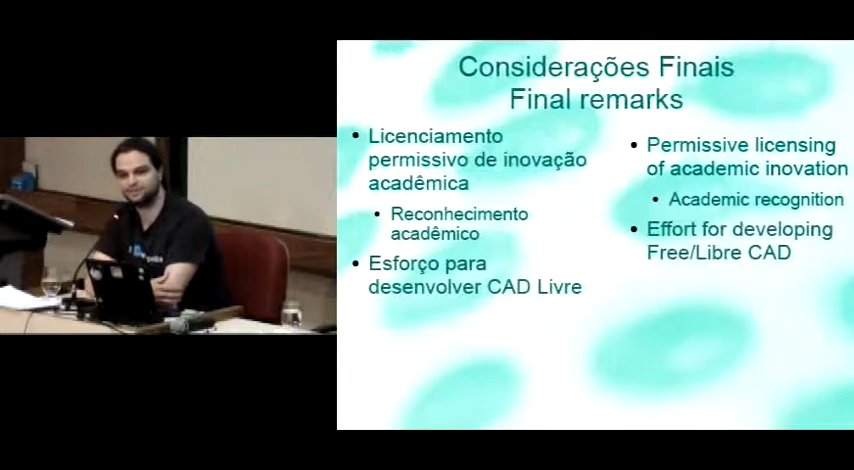 Considerações Finais
Final remarks
• Licenciamento
permissivo de inovação
acadêmica
• Reconhecimento
acadêmico
• Esforço para
desenvolver CAD Livre
• Permissive licensing
of academic inovation
• Academic recognition
• Effort for developing
Free/Libre CAD